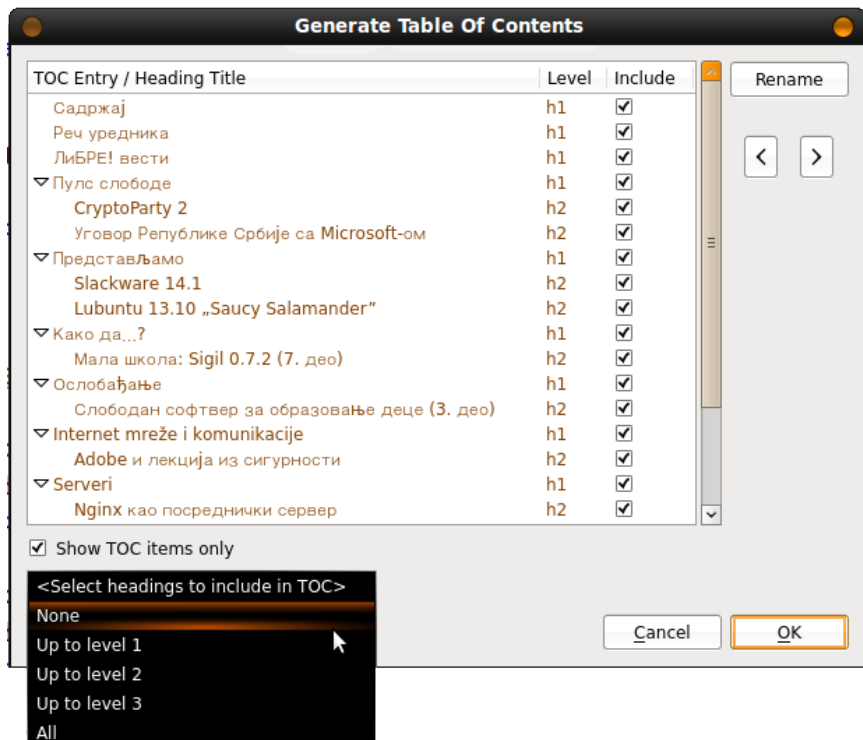 Generate Table Of Contents
TOC Entry / Heading Title Level Include
Rename
Садржај h1
Реч уредника h1
ЛиБРЕ! вести h1
< >
Пулс слободе h1
CryptoParty 2 h2
Уговор Републике Србије са Microsoft-ом h2
Представљамо h1
Slackware 14.1 h2
Lubuntu 13.10 „Saucy Salamander” h2
Како да...? h1
Мала школа: Sigil 0.7.2 (7. део) h2
Ослобађање h1
Слободан софтвер за образовање деце (3. део) h2
Internet mreže i komunikacije h1
Adobe и лекција из сигурности h2
Serveri h1
Nginx као посреднички сервер h2
Show TOC items only
<Select headings to include in TOC>
None
Up to level 1
Up to level 2
Up to level 3
All
Cancel OK